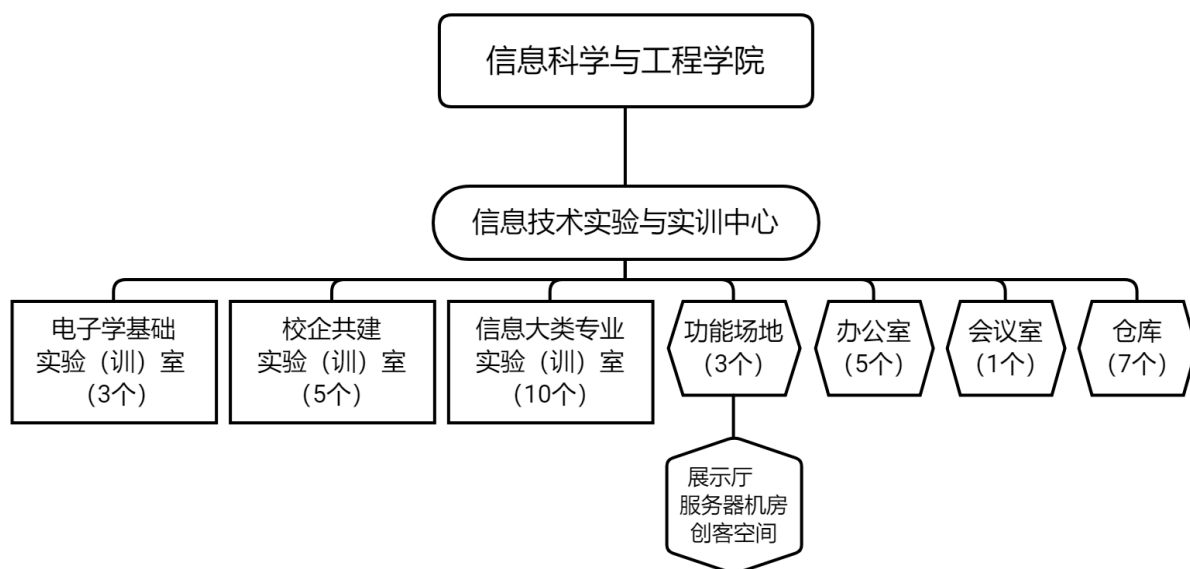 信息科学与工程学院
信息技术实验与实训中心
电子学基础
实验（训）室
（3个）
校企共建
实验（训）室
（5个）
信息大类专业
实验（训）室
（10个）
功能场地
（3个）
办公室
（5个）
会议室
（1个）
仓库
（7个）
展示厅
服务器机房
创客空间